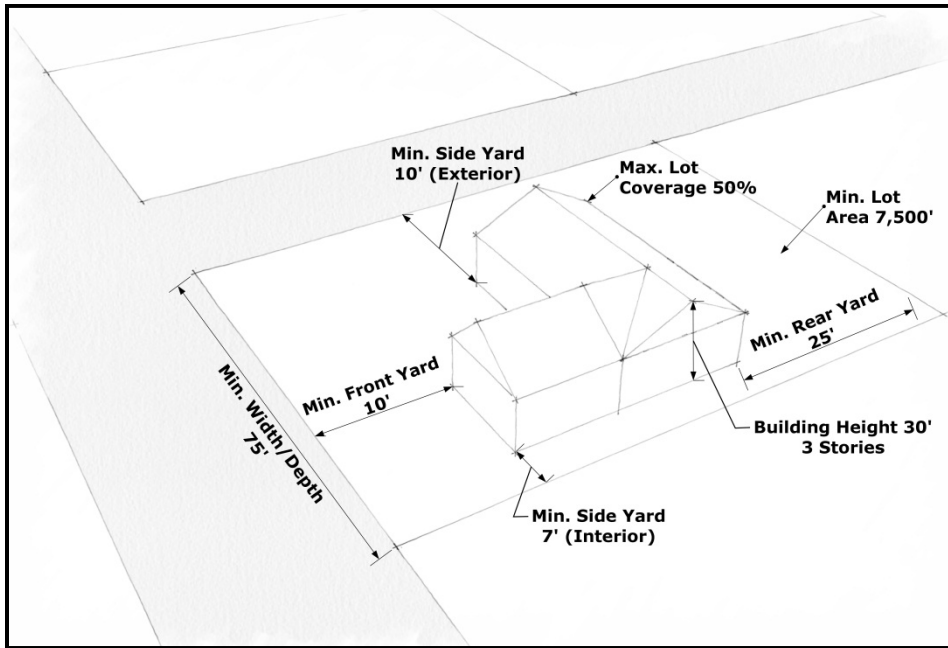 Min. Side Yard
10' (Exterior)
Max. Lot
Coverage 50%
Min. Lot
Area 7,500'
Min. Rear Yard
25'
Min. Front Yard
10'
Min. Width/Depth
75'
Building Height 30'
3 Stories
Min. Side Yard
7' (Interior)